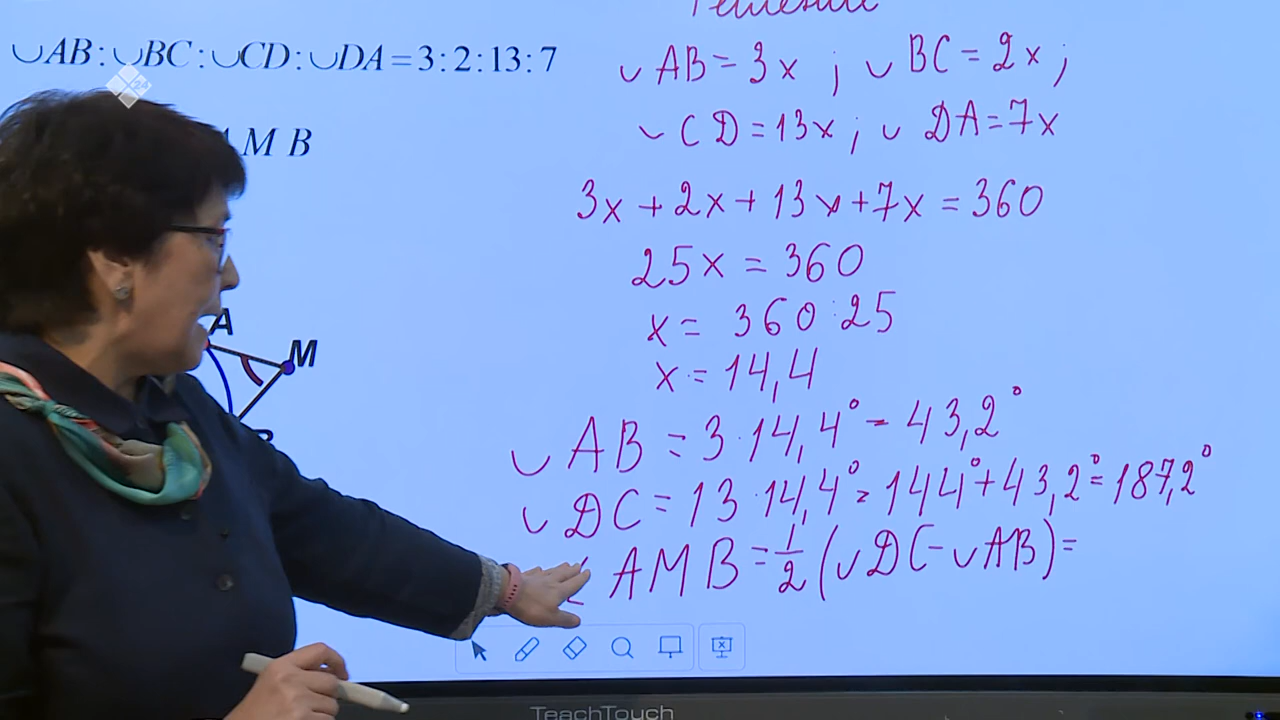 Решение
∪AB:∪BC:∪CD:∪DA=3:2:13:7
∪AB=3x ; ∪BC=2x;
∪CD=13x; ∪DA=7x
MB
3x+2x+13x+7x=360
25x=360
x= 360:25
A
M
x=14,4
∪AB=3·14,4°=43,2°
∪DC=13·14,4°=144°+43,2°=187,2°
∠AMB=1/2(∪DC-∪AB)=
TeachTouch